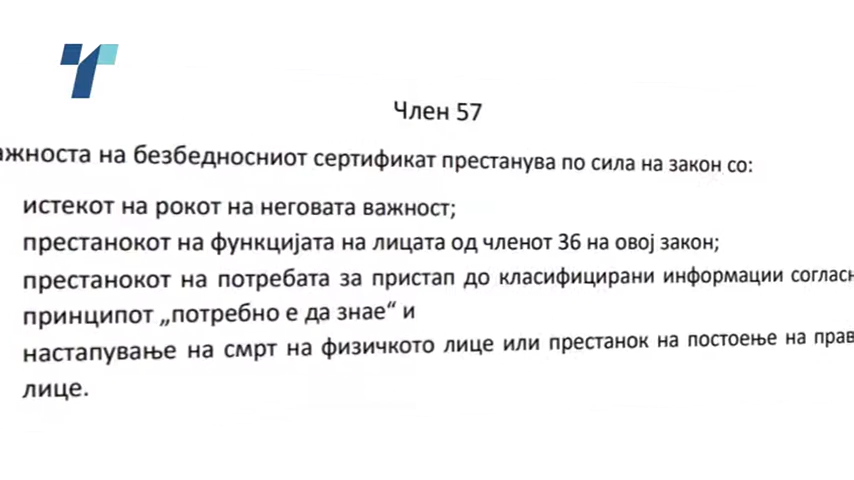 Член 57
ажноста на безбедносниот сертификат престанува по сила на закон со:
истекот на рокот на неговата важност;
престанокот на функцијата на лицата од членот 36 на овој закон;
престанокот на потребата за пристап до класифицирани информации соглас
принципот „потребно е да знае“ и
настапување на смрт на физичкото лице или престанок на постоење на прав
лице.